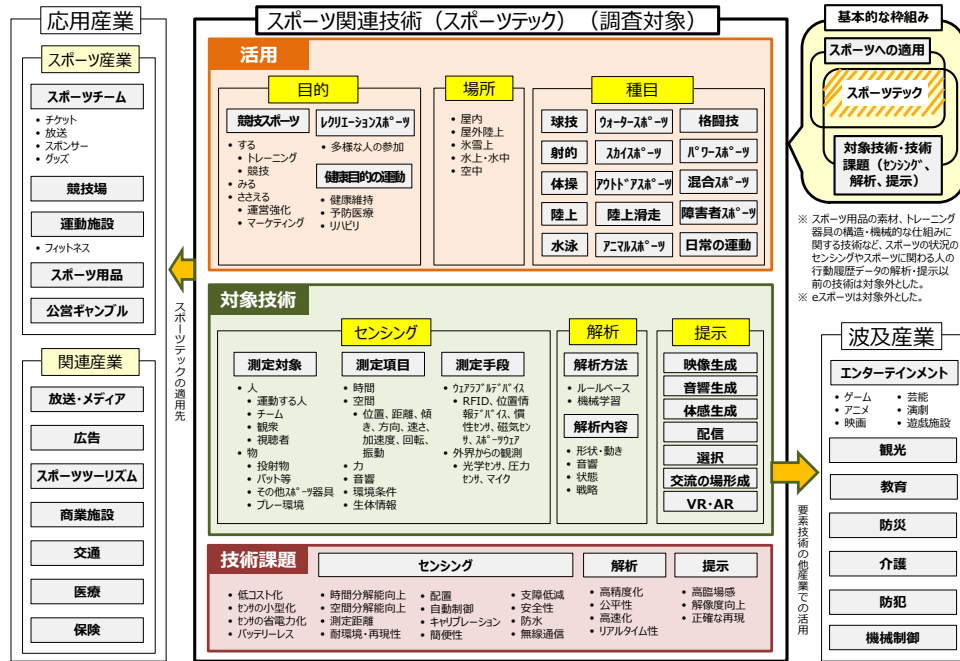 応用産業
スポーツ産業
スポーツチーム
• チケット
• 放送
• スポンサー
• グッズ
競技場
運動施設
• フィットネス
スポーツ用品
公営ギャンブル
関連産業
放送・メディア
広告
スポーツツーリズム
商業施設
交通
医療
保険
スポーツテックの適用先
スポーツ関連技術（スポーツテック）（調査対象）
活用
目的
競技スポーツ
• する
• トレーニング
• 競技
• みる
• ささえる
• 運営強化
• マーケティング
レクリエーションスポーツ
• 多様な人の参加
健康目的の運動
• 健康維持
• 予防医療
• リハビリ
場所
• 屋内
• 屋外陸上
• 氷雪上
• 水上・水中
• 空中
種目
球技 ウォータースポーツ 格闘技
射的 スカイスポーツ パワースポーツ
体操 アウトドアスポーツ 混合スポーツ
陸上 陸上滑走 障害者スポーツ
水泳 アニマルスポーツ 日常の運動
対象技術
センシング
測定対象
• 人
• 運動する人
• チーム
• 観衆
• 視聴者
• 物
• 投射物
• バット等
• その他スポーツ器具
• プレー環境
測定項目
• 時間
• 空間
• 位置、距離、傾
き、方向、速さ、
加速度、回転、
振動
• 力
• 音響
• 環境条件
• 生体情報
測定手段
• ウェアラブルデバイス
• RFID、位置情
報デバイス、慣
性センサ、磁気セン
サ、スポーツウェア
• 外界からの観測
• 光学センサ、圧力
センサ、マイク
解析
解析方法
• ルールベース
• 機械学習
解析内容
• 形状・動き
• 音響
• 状態
• 戦略
提示
映像生成
音響生成
体感生成
配信
選択
交流の場形成
VR・AR
技術課題
センシング
• 低コスト化
• センサの小型化
• センサの省電力化
• バッテリーレス
• 時間分解能向上
• 空間分解能向上
• 測定距離
• 耐環境・再現性
• 配置
• 自動制御
• キャリブレーション
• 簡便性
• 支障低減
• 安全性
• 防水
• 無線通信
解析
• 高精度化
• 公平性
• 高速化
• リアルタイム性
提示
• 高臨場感
• 解像度向上
• 正確な再現
基本的な枠組み
スポーツへの適用
スポーツテック
対象技術・技術
課題（センシング、
解析、提示）
※ スポーツ用品の素材、トレーニング
器具の構造・機械的な仕組みに
関する技術など、スポーツの状況の
センシングやスポーツに関わる人の
行動履歴データの解析・提示以
前の技術は対象外とした。
※ eスポーツは対象外とした。
要素技術の他産業での活用
波及産業
エンターテインメント
• ゲーム
• アニメ
• 映画
• 芸能
• 演劇
• 遊戯施設
観光
教育
防災
介護
防犯
機械制御